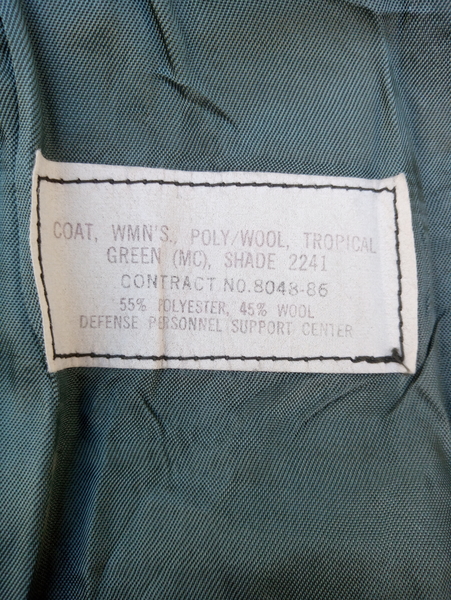 COAT, WMN'S., POLY/WOOL, TROPICAL
GREEN (MC), SHADE 2241
CONTRACT NO. 8048-86
55% POLYESTER, 45% WOOL
DEFENSE PERSONNEL SUPPORT CENTER